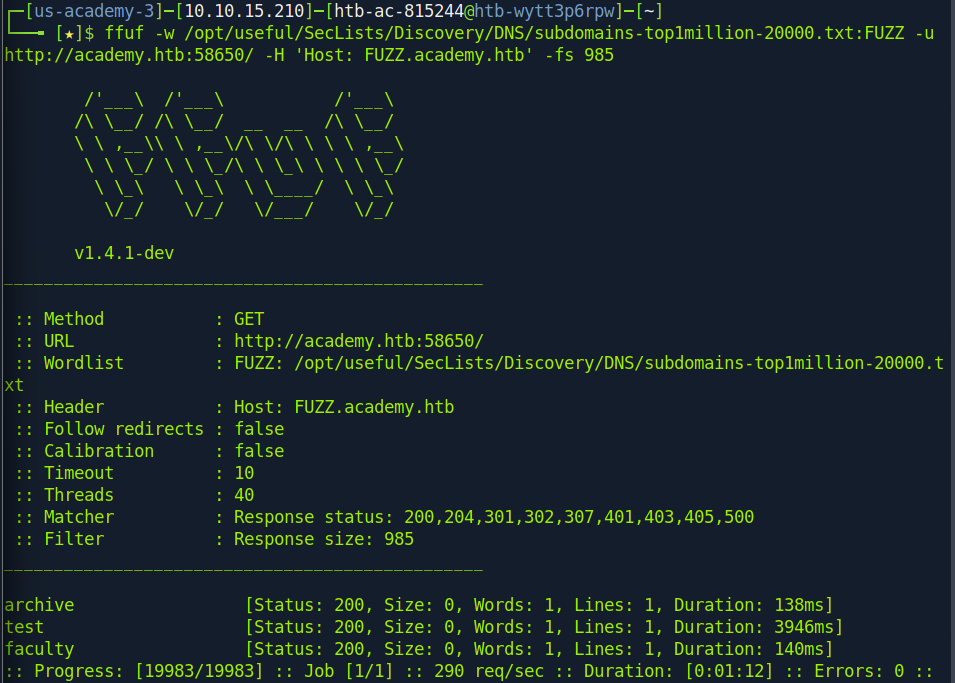 ┌─[us-academy-3]─[10.10.15.210]─[htb-ac-815244@htb-wytt3p6rpw]─[~]
└──╼ [★]$ ffuf -w /opt/useful/SecLists/Discovery/DNS/subdomains-top1million-20000.txt:FUZZ -u
http://academy.htb:58650/ -H 'Host: FUZZ.academy.htb' -fs 985
        /'___\  /'___\           /'___\
       /\ \__/ /\ \__/  __  __  /\ \__/
       \ \ ,__\\ \ ,__\/\ \/\ \ \ \ ,__\
        \ \ \_/ \ \ \_/\ \ \_\ \ \ \ \_/
         \ \_\   \ \_\  \ \____/  \ \_\
          \/_/    \/_/   \/___/    \/_/
       v1.4.1-dev
________________________________________________
 :: Method           : GET
 :: URL              : http://academy.htb:58650/
 :: Wordlist         : FUZZ: /opt/useful/SecLists/Discovery/DNS/subdomains-top1million-20000.t
xt
 :: Header           : Host: FUZZ.academy.htb
 :: Follow redirects : false
 :: Calibration      : false
 :: Timeout          : 10
 :: Threads          : 40
 :: Matcher          : Response status: 200,204,301,302,307,401,403,405,500
 :: Filter           : Response size: 985
________________________________________________
archive                 [Status: 200, Size: 0, Words: 1, Lines: 1, Duration: 138ms]
test                    [Status: 200, Size: 0, Words: 1, Lines: 1, Duration: 3946ms]
faculty                 [Status: 200, Size: 0, Words: 1, Lines: 1, Duration: 140ms]
:: Progress: [19983/19983] :: Job [1/1] :: 290 req/sec :: Duration: [0:01:12] :: Errors: 0 ::